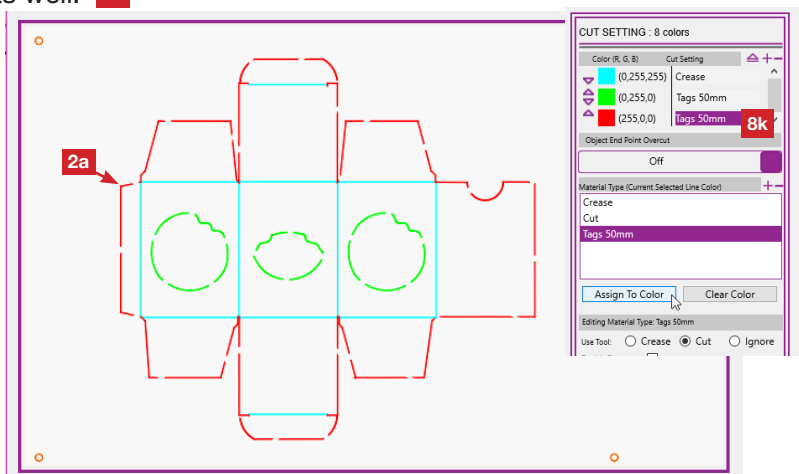 as well.
2a
CUT SETTING : 8 colors
Color (R, G, B) Cut Setting
(0,255,255) Crease
(0,255,0) Tags 50mm
(255,0,0) Tags 50mm
8k
Object End Point Overcut
Off
Material Type (Current Selected Line Color)
Crease
Cut
Tags 50mm
Assign To Color Clear Color
Editing Material Type: Tags 50mm
Use Tool: Crease Cut Ignore